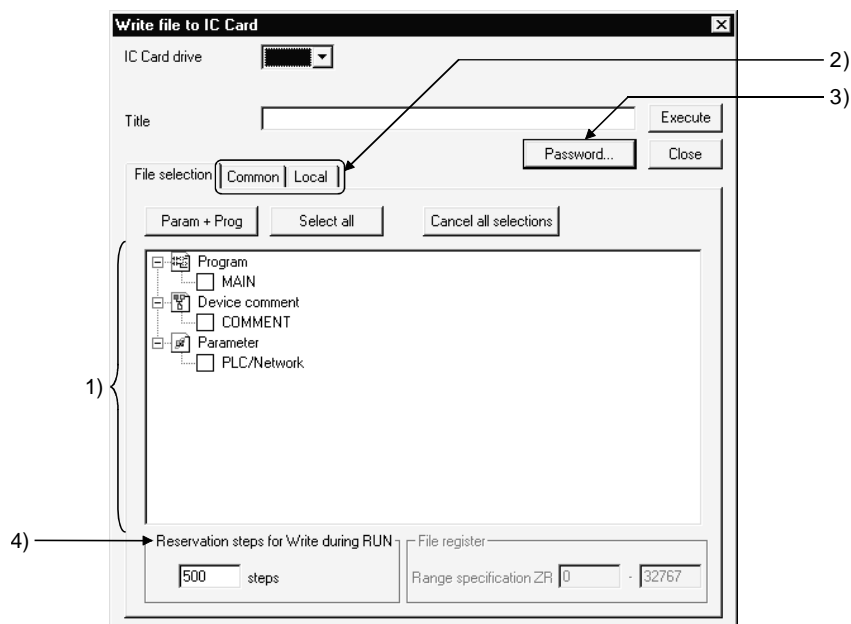 Write file to IC Card
IC Card drive
2)
3)
Title
Execute
Password...
Close
File selection Common Local
Param + Prog Select all Cancel all selections
Program
MAIN
Device comment
COMMENT
Parameter
PLC/Network
1)
4)
Reservation steps for Write during RUN
File register
500 steps
Range specification ZR 0 - 32767